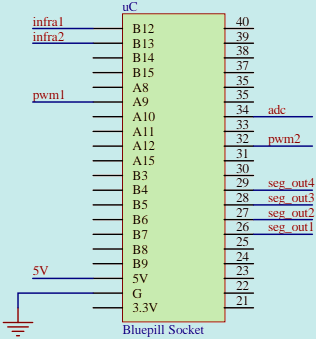 uC
infra1 B12 40
infra2 B13 39
B14 38
B15 37
A8 35
pwm1 A9 35
A10 34 adc
A11 33
A12 32 pwm2
A15 31
B3 30
B4 29 seg_out4
B5 28 seg_out3
B6 27 seg_out2
B7 26 seg_out1
B8 25
B9 24
5V 5V 23
G 22
3.3V 21
Bluepill Socket